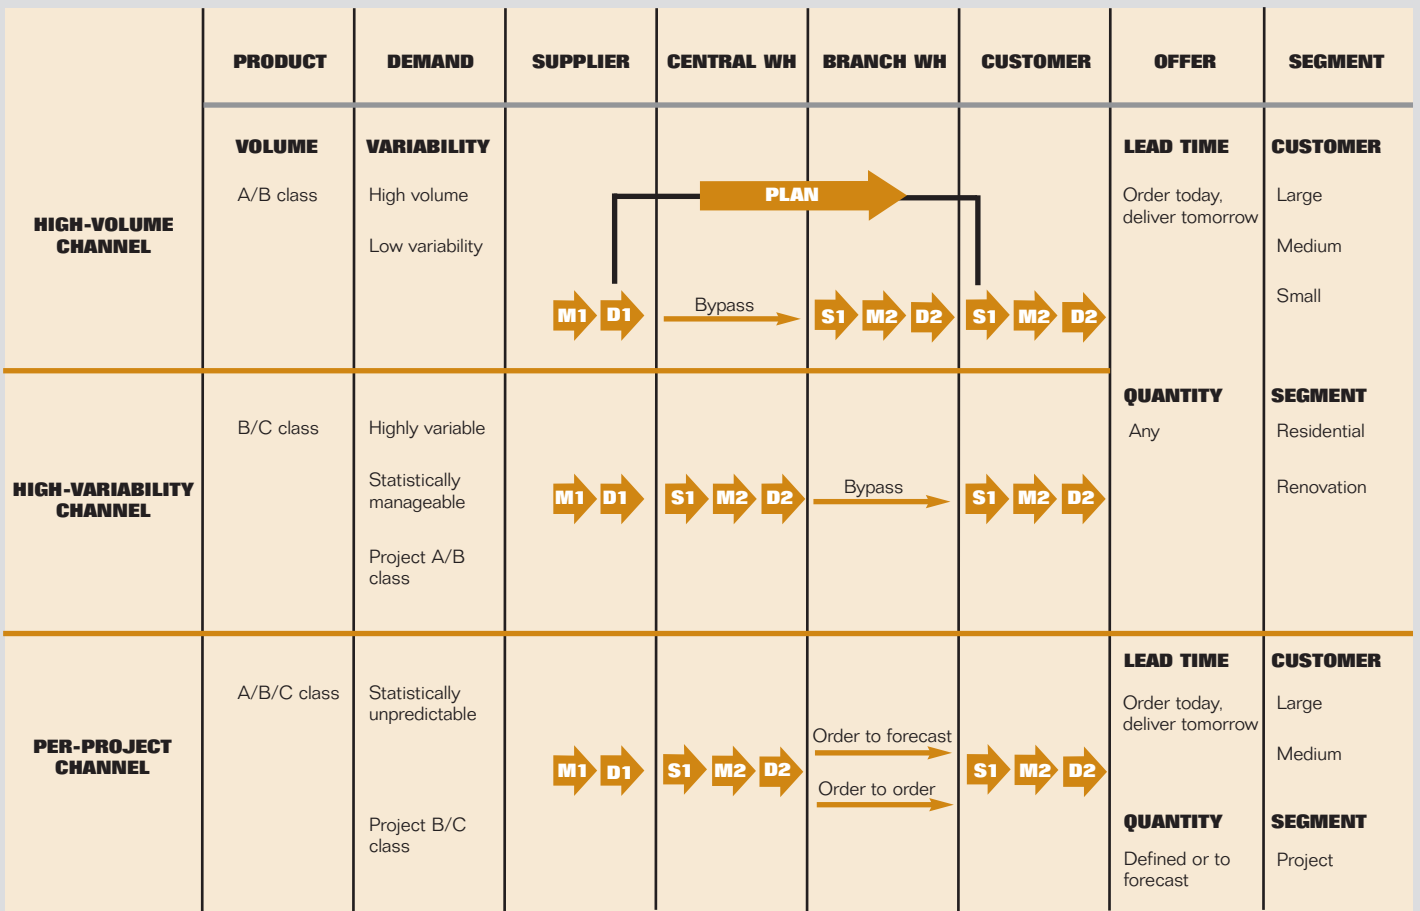 PRODUCT DEMAND SUPPLIER CENTRAL WH BRANCH WH CUSTOMER OFFER SEGMENT
HIGH-VOLUME
CHANNEL
VOLUME
A/B class
VARIABILITY
High volume
Low variability
PLAN
M1 D1
Bypass
S1 M2 D2
S1 M2 D2
LEAD TIME
Order today,
deliver tomorrow
CUSTOMER
Large
Medium
Small
HIGH-VARIABILITY
CHANNEL
B/C class
Highly variable
Statistically
manageable
Project A/B
class
M1 D1
S1 M2 D2
Bypass
S1 M2 D2
QUANTITY
Any
SEGMENT
Residential
Renovation
PER-PROJECT
CHANNEL
A/B/C class
Statistically
unpredictable
Project B/C
class
M1 D1
S1 M2 D2
Order to forecast
Order to order
S1 M2 D2
LEAD TIME
Order today,
deliver tomorrow
QUANTITY
Defined or to
forecast
CUSTOMER
Large
Medium
SEGMENT
Project